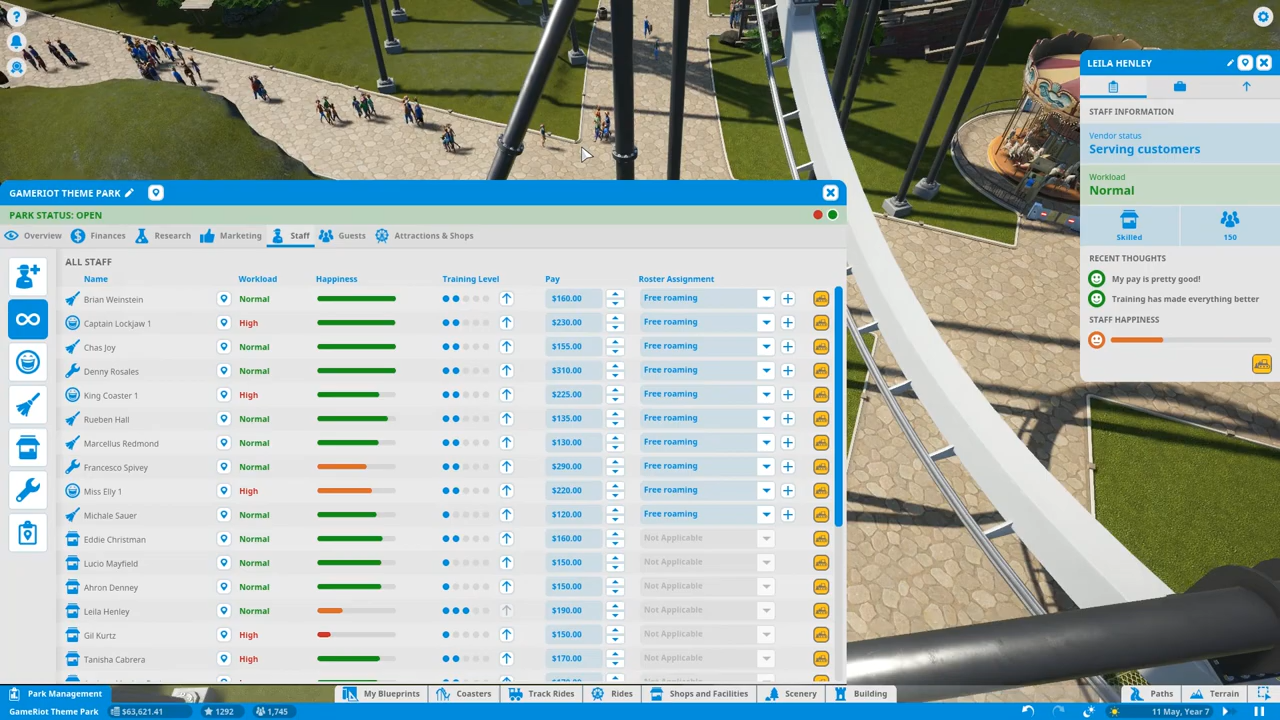 GAMERIOT THEME PARK
PARK STATUS: OPEN
Overview Finances Research Marketing Staff Guests Attractions & Shops
ALL STAFF
Name Workload Happiness Training Level Pay Roster Assignment
Brian Weinstein Normal $160.00 Free roaming
Captain Lockjaw 1 High $230.00 Free roaming
Chas Joy Normal $155.00 Free roaming
Denny Rosales Normal $310.00 Free roaming
King Coaster 1 High $225.00 Free roaming
Rueben Hall Normal $135.00 Free roaming
Marcelius Redmond Normal $130.00 Free roaming
Francesco Spivey Normal $290.00 Free roaming
Miss Elly 1 High $220.00 Free roaming
Michale Sauer Normal $120.00 Free roaming
Eddie Christman Normal $160.00 Not Applicable
Lucio Mayfield Normal $150.00 Not Applicable
Ahron Denney Normal $150.00 Not Applicable
Leila Henley Normal $190.00 Not Applicable
Gil Kurtz High $150.00 Not Applicable
Tanisha Cabrera High $170.00 Not Applicable
LEILA HENLEY
STAFF INFORMATION
Vendor status
Serving customers
Workload
Normal
Skilled 150
RECENT THOUGHTS
My pay is pretty good!
Training has made everything better
STAFF HAPPINESS
Park Management My Blueprints Coasters Track Rides Rides Shops and Facilities Scenery Building Paths Terrain
GameRiot Theme Park $63,621.41 1292 1,745 11 May, Year 7